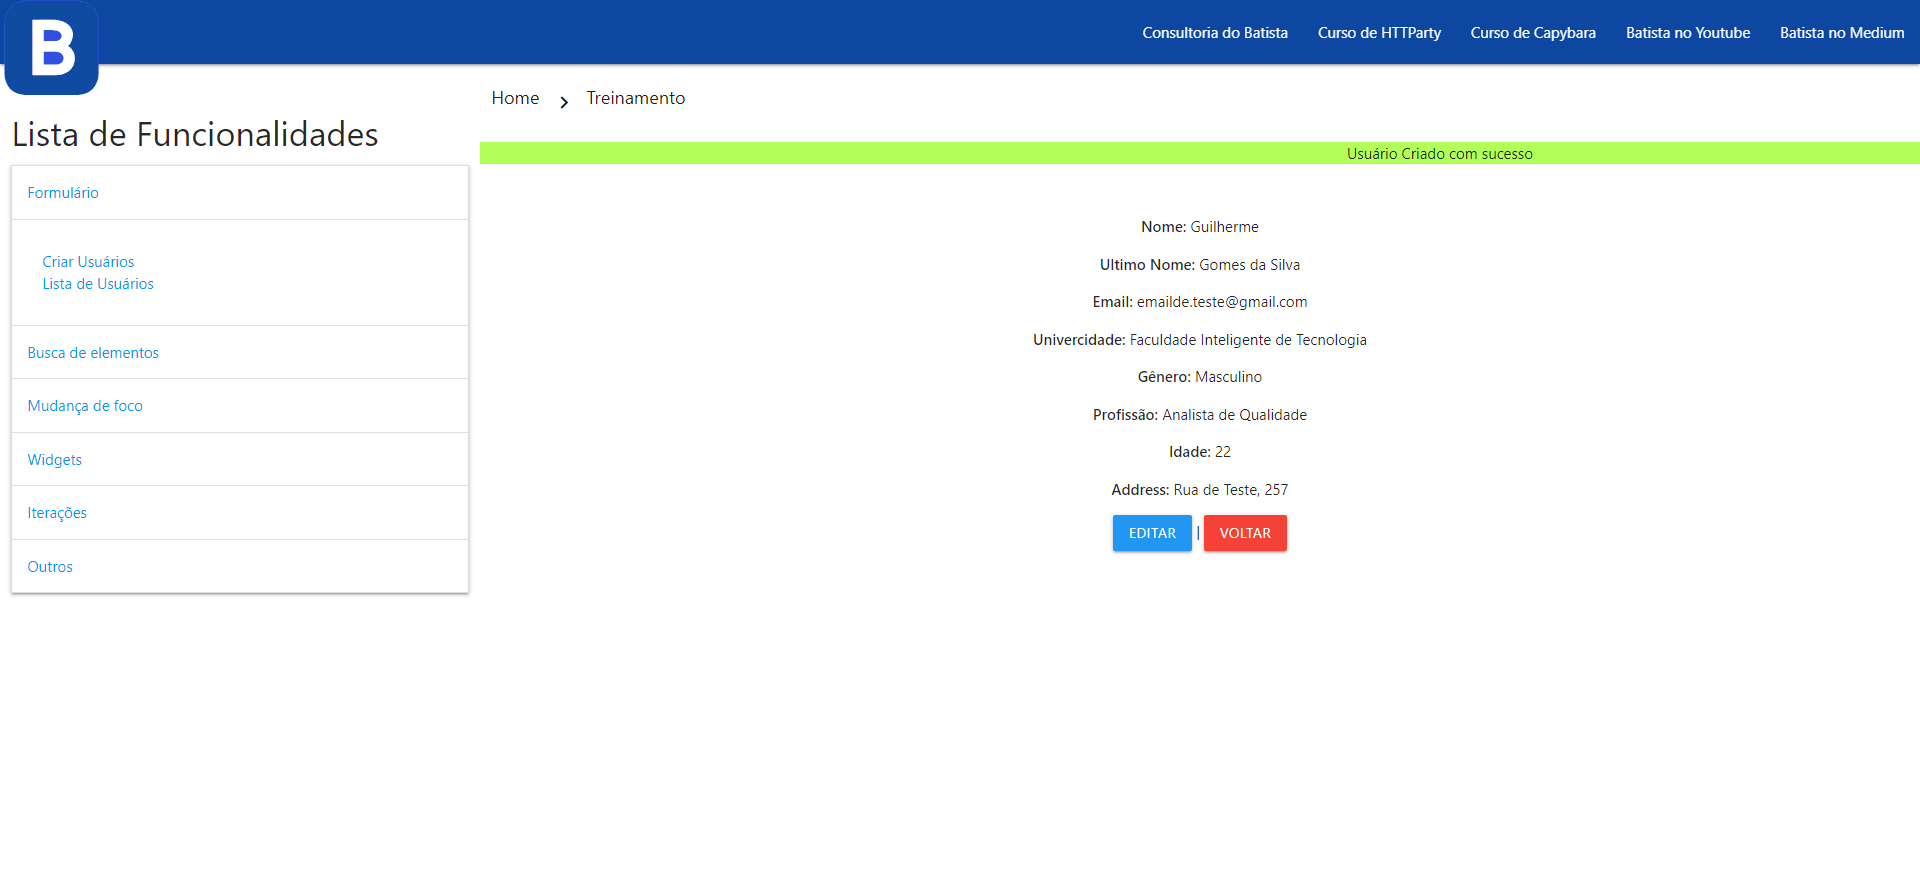 B
Consultoria do Batista
Curso de HTTParty
Curso de Capybara
Batista no Youtube
Batista no Medium
Home
Treinamento
Lista de Funcionalidades
Formulário
Criar Usuários
Lista de Usuários
Busca de elementos
Mudança de foco
Widgets
Iterações
Outros
Usuário Criado com sucesso
Nome: Guilherme
Ultimo Nome: Gomes da Silva
Email: emailde.teste@gmail.com
Univercidade: Faculdade Inteligente de Tecnologia
Gênero: Masculino
Profissão: Analista de Qualidade
Idade: 22
Address: Rua de Teste, 257
EDITAR | VOLTAR